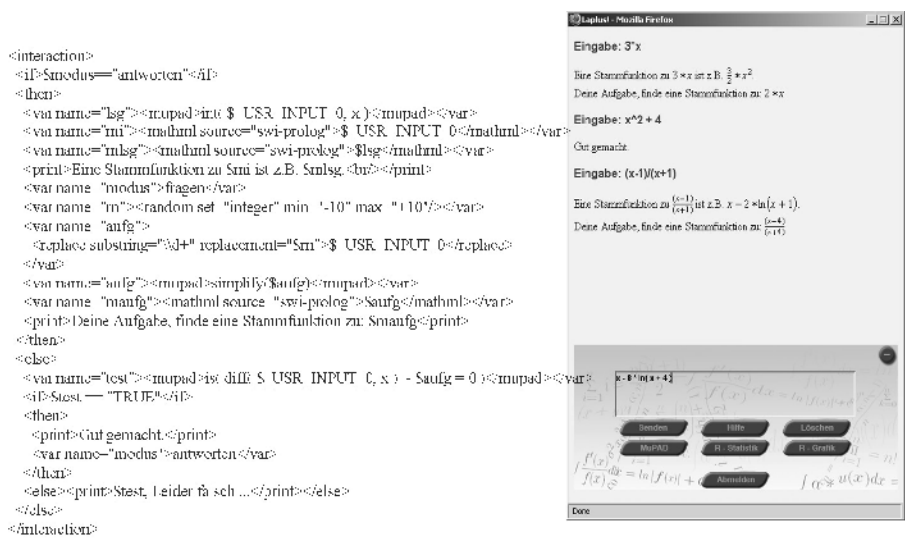 <interaction>
<if>$modus=="antworten"</if>
<then>
<var name="lsg"><mupad>int( $_USR_INPUT_0, x )</mupad></var>
<var name="mi"><mathml source="swi-prolog">$_USR_INPUT_0</mathml></var>
<var name="mlsg"><mathml source="swi-prolog">$lsg</mathml></var>
<print>Eine Stammfunktion zu $mi ist z.B. $mlsg.<br/></print>
<var name="modus">fragen</var>
<var name="rn"><random set="integer" min="-10" max="+10"/></var>
<var name="aufg">
<replace substring="\\d+" replacement="$rn">$_USR_INPUT_0</replace>
</var>
<var name="aufg"><mupad>simplify($aufg)</mupad></var>
<var name="maufg"><mathml source="swi-prolog">$aufg</mathml></var>
<print>Deine Aufgabe, finde eine Stammfunktion zu: $maufg</print>
</then>
<else>
<var name="test"><mupad>is( diff( $_USR_INPUT_0, x ) - $aufg = 0 )</mupad></var>
<if>$test == "TRUE"</if>
<then>
<print>Gut gemacht.</print>
<var name="modus">antworten</var>
</then>
<else><print>$test, Leider falsch ...</print></else>
</else>
</interaction>
Laplus! - Mozilla Firefox
Eingabe: 3*x
Eine Stammfunktion zu 3 * x ist z.B. 3/2 * x².
Deine Aufgabe, finde eine Stammfunktion zu: 2 * x
Eingabe: x^2 + 4
Gut gemacht.
Eingabe: (x-1)/(x+1)
Eine Stammfunktion zu (x−1)/(x+1) ist z.B. x − 2 * ln(x + 1).
Deine Aufgabe, finde eine Stammfunktion zu: (x−4)/(x+4)
x - 8 * ln(x + 4)
Senden Hilfe Löschen
MuPAD R - Statistik R - Grafik
Abmelden
Done